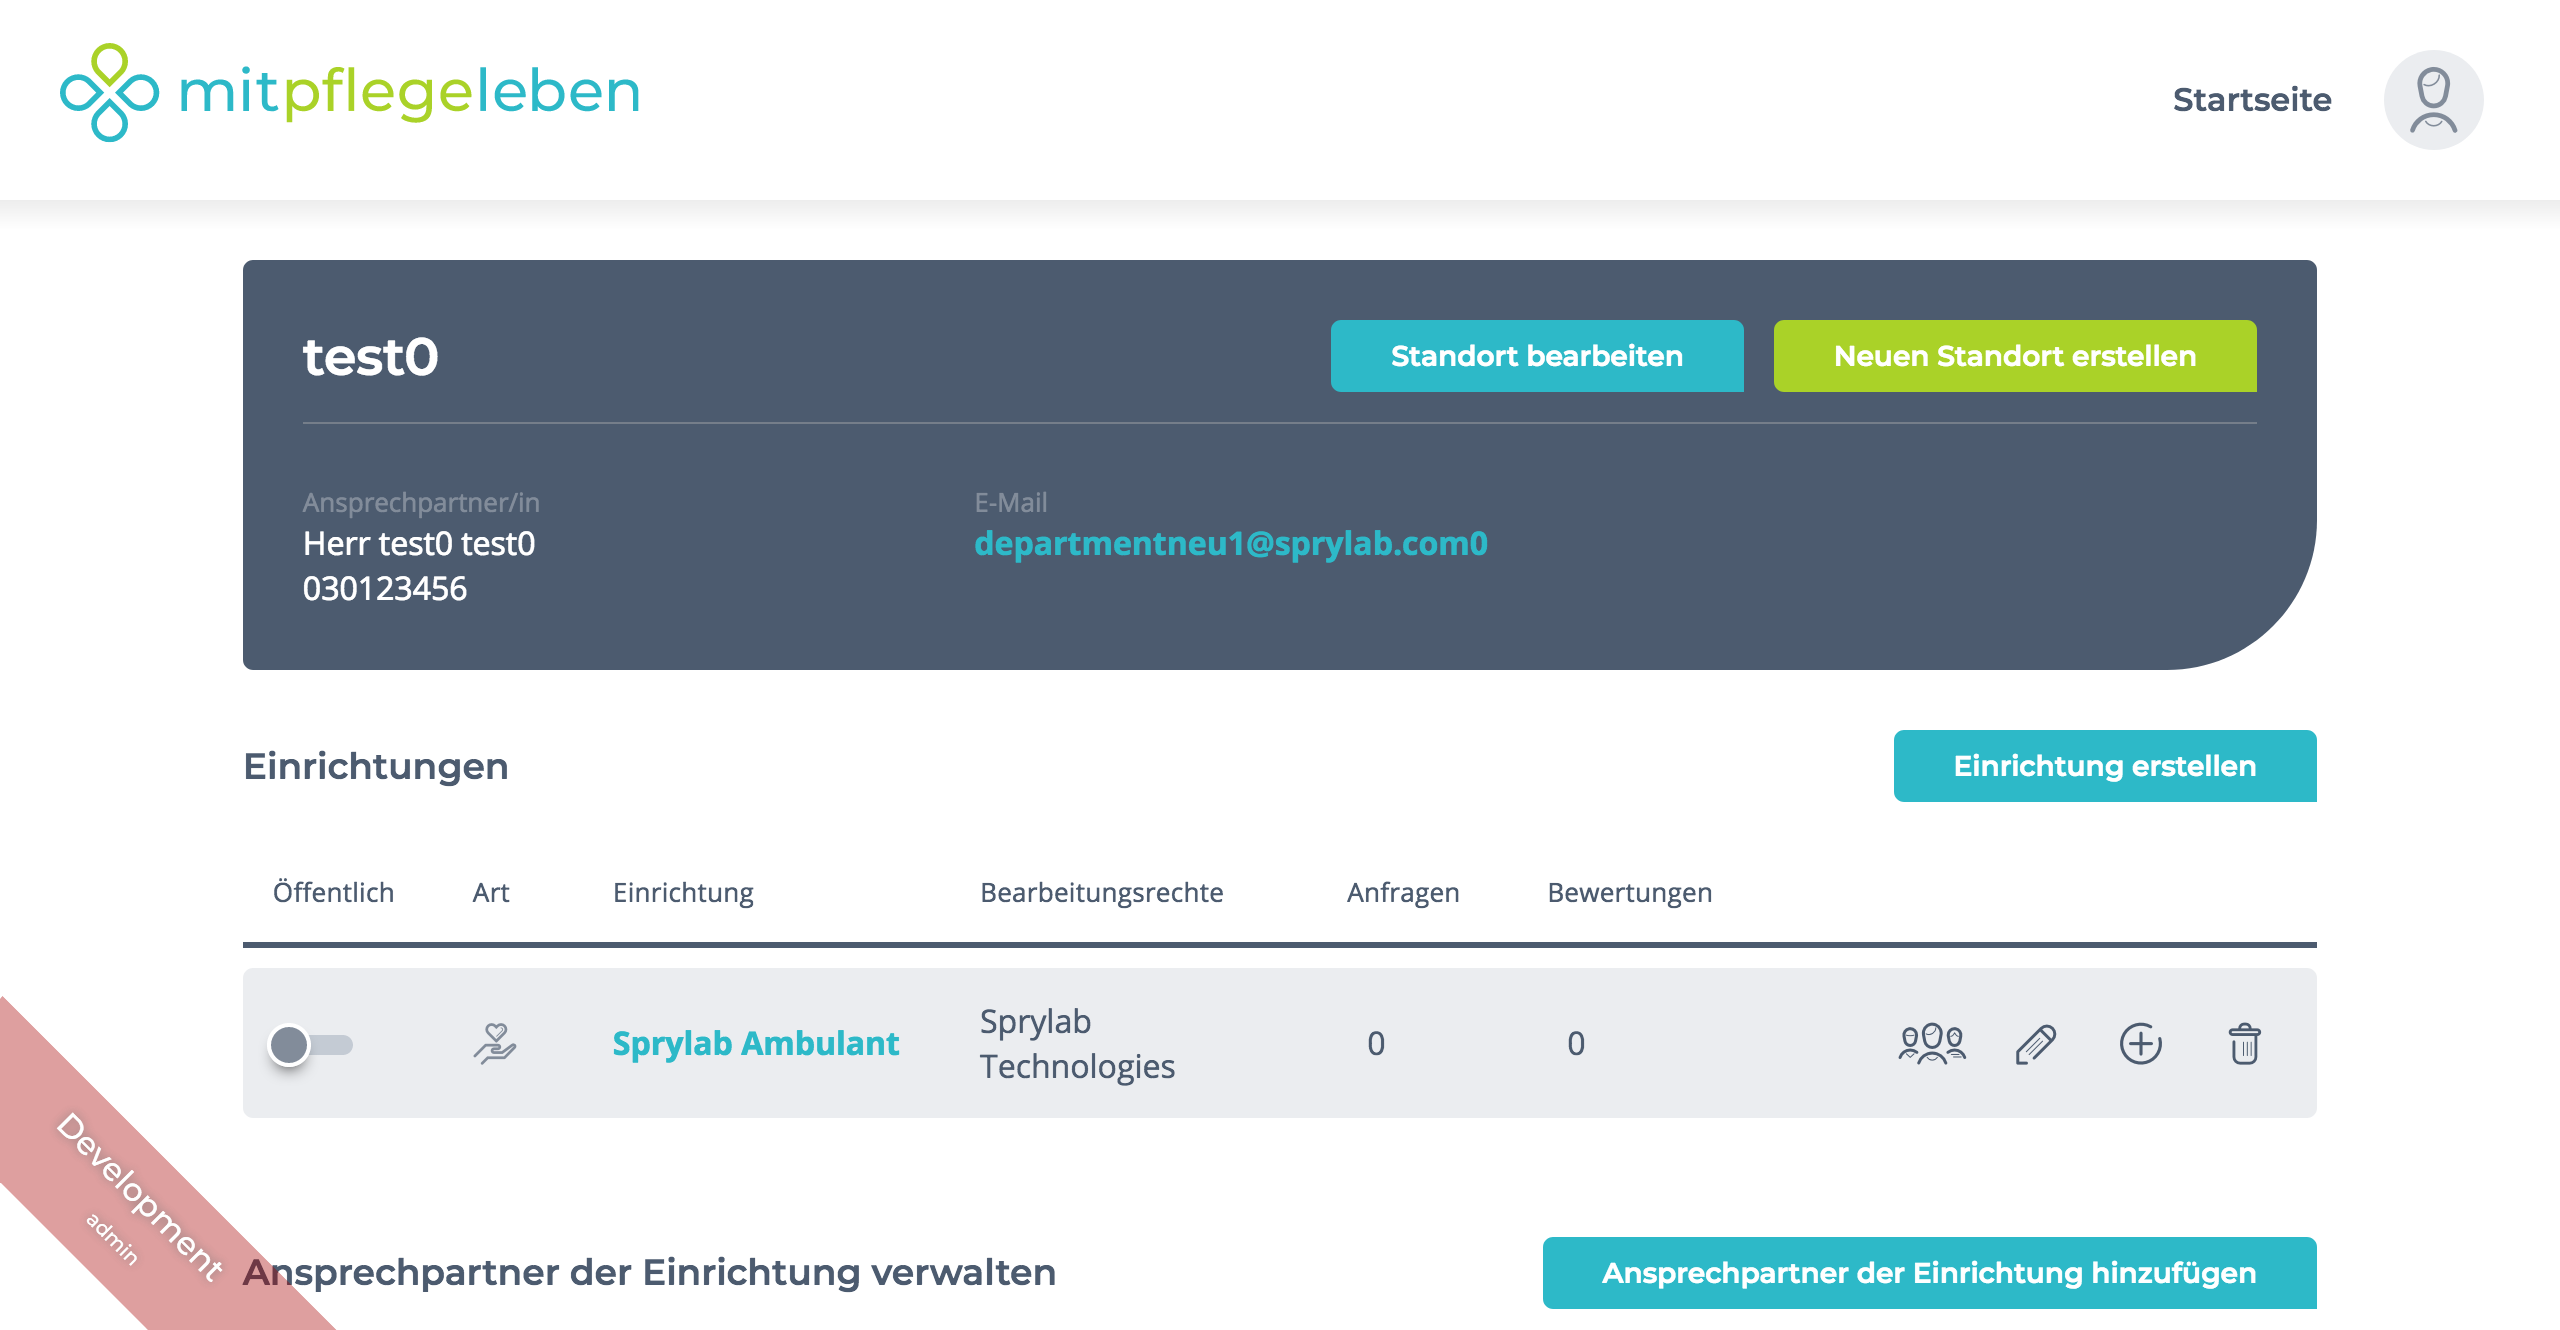 mitpflegeleben
Startseite
test0
Standort bearbeiten
Neuen Standort erstellen
Ansprechpartner/in
Herr test0 test0
030123456
E-Mail
departmentneu1@sprylab.com0
Einrichtungen
Einrichtung erstellen
Öffentlich
Art
Einrichtung
Bearbeitungsrechte
Anfragen
Bewertungen
Sprylab Ambulant
Sprylab
Technologies
0
0
Development
admin
Ansprechpartner der Einrichtung verwalten
Ansprechpartner der Einrichtung hinzufügen